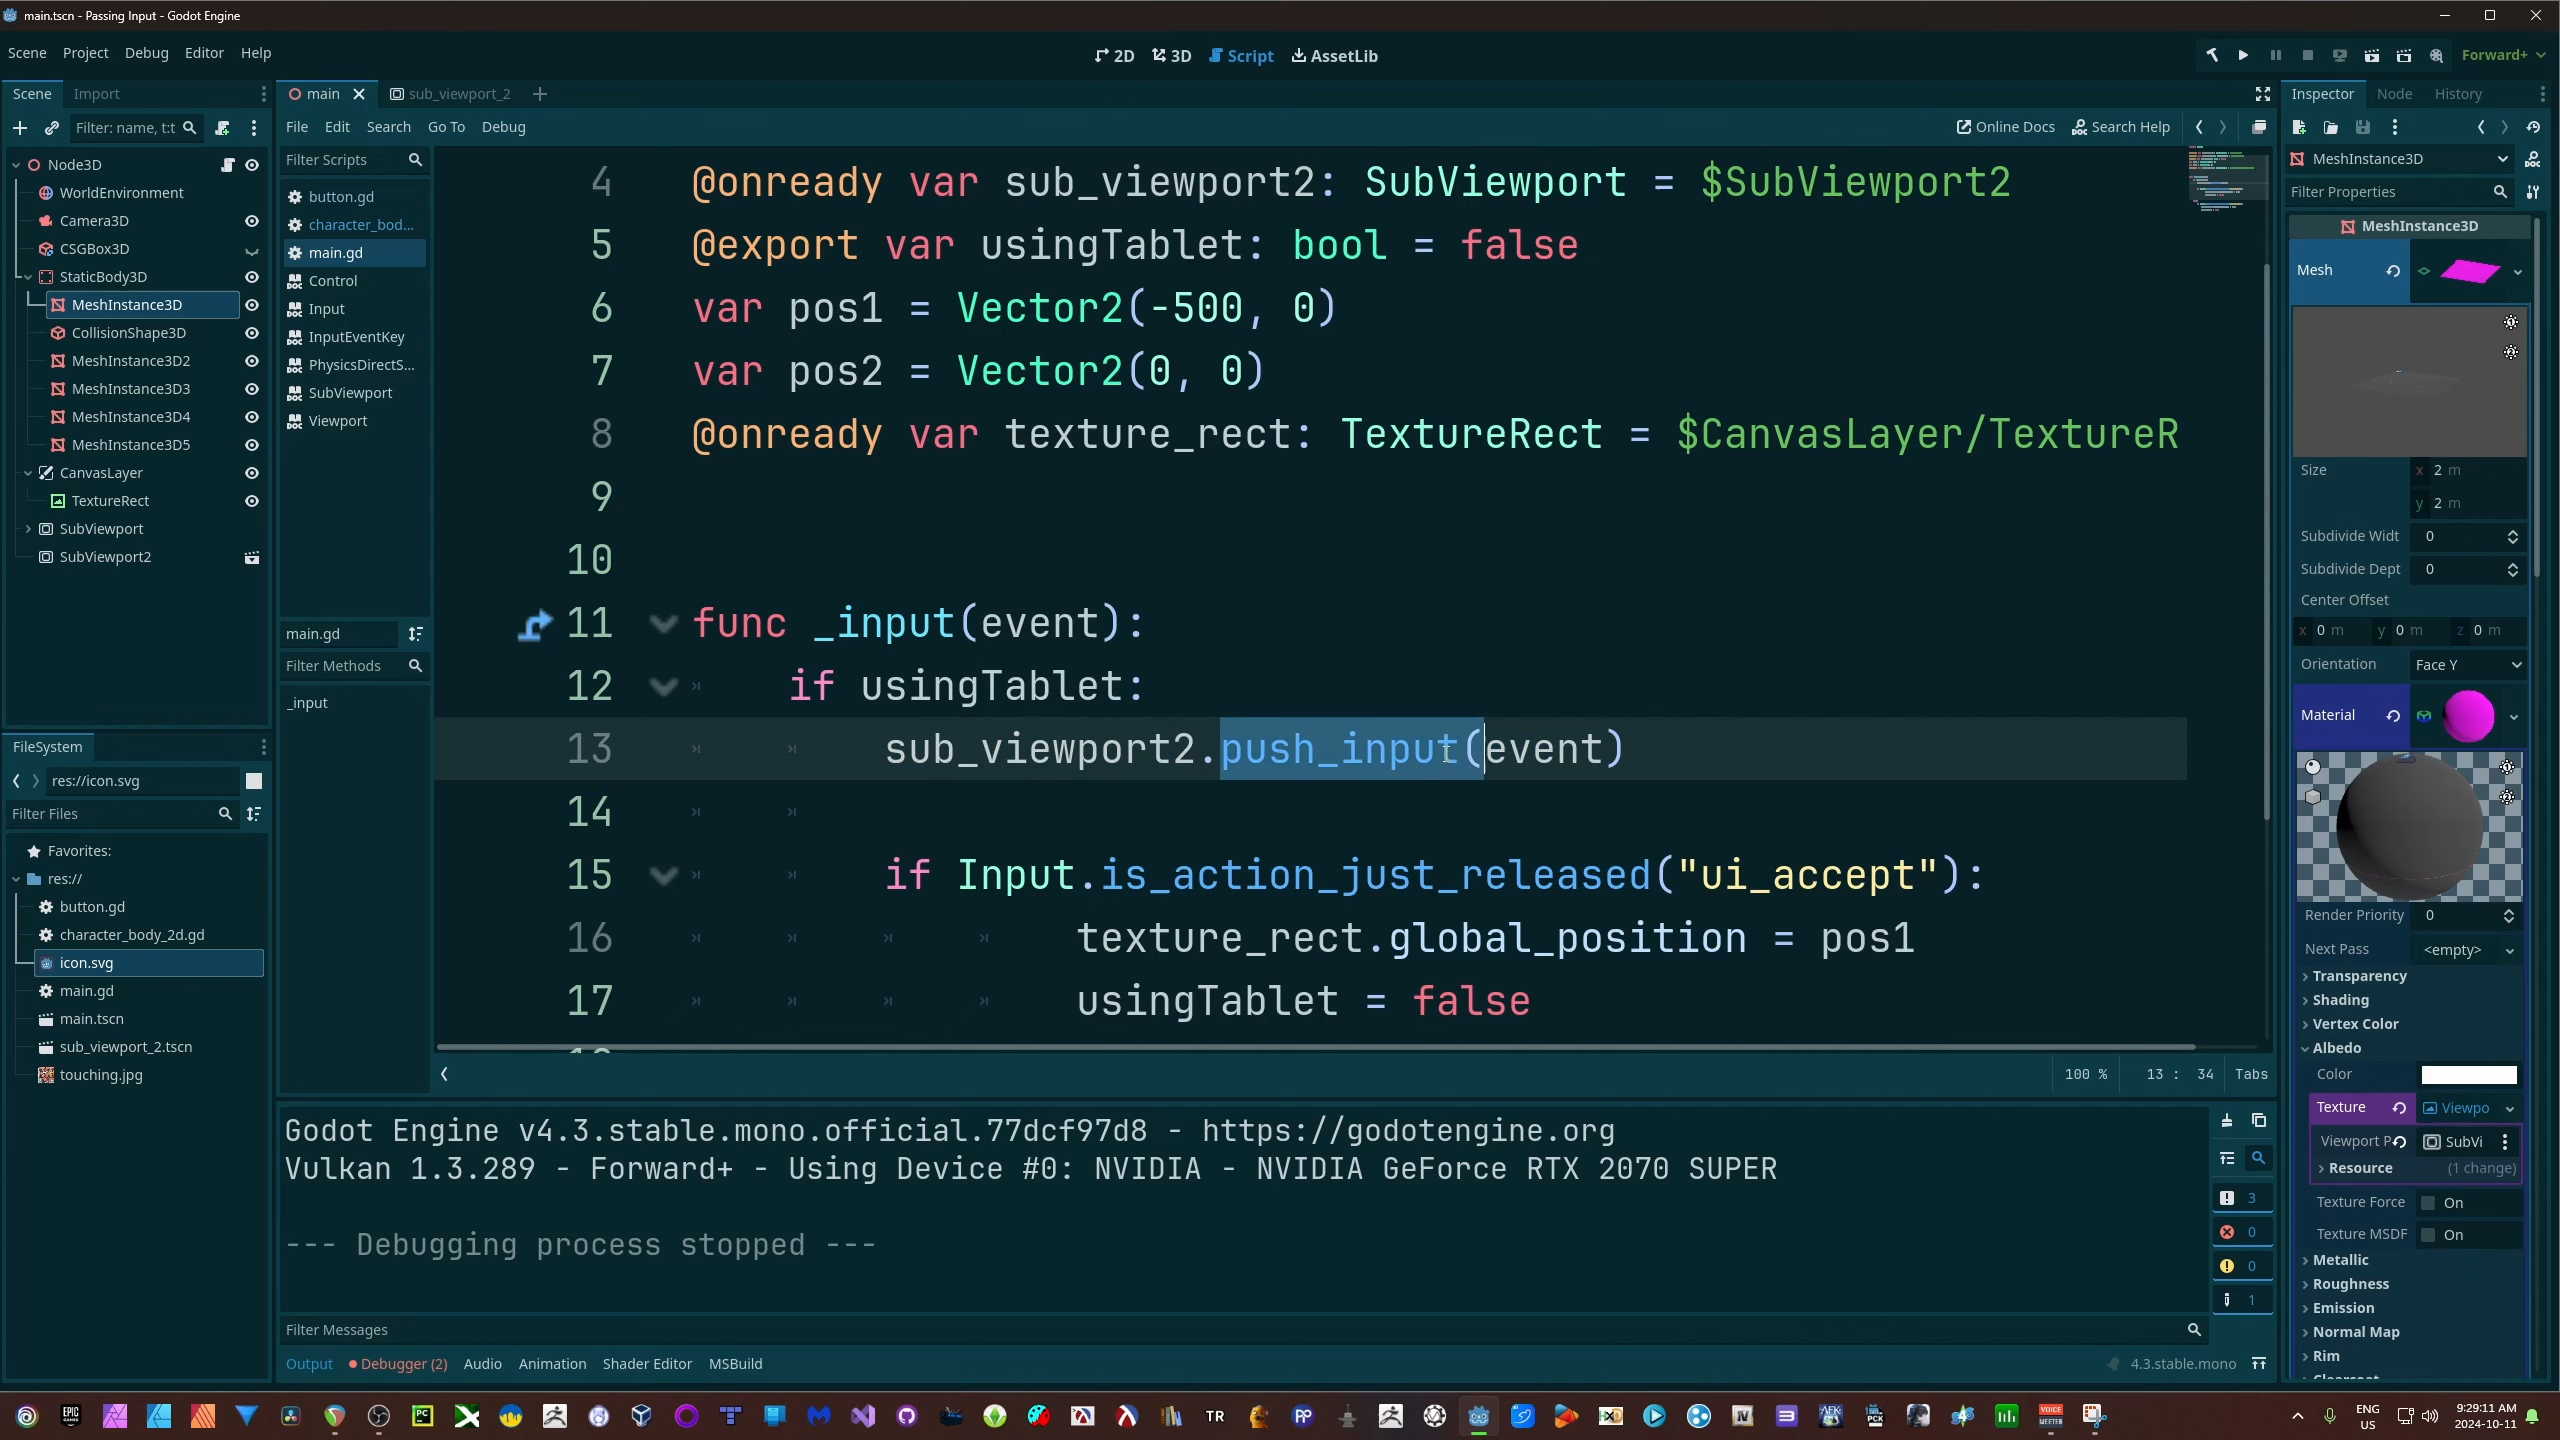 main.tscn - Passing Input - Godot Engine
Scene Project Debug Editor Help
2D 3D Script AssetLib
Forward+
Scene Import
Filter: name, t:t
Node3D
WorldEnvironment
Camera3D
CSGBox3D
StaticBody3D
MeshInstance3D
CollisionShape3D
MeshInstance3D2
MeshInstance3D3
MeshInstance3D4
MeshInstance3D5
CanvasLayer
TextureRect
SubViewport
SubViewport2
FileSystem
res://icon.svg
Filter Files
Favorites:
res://
button.gd
character_body_2d.gd
icon.svg
main.gd
main.tscn
sub_viewport_2.tscn
touching.jpg
main sub_viewport_2
File Edit Search Go To Debug
Online Docs Search Help
Filter Scripts
button.gd
character_bod...
main.gd
Control
Input
InputEventKey
PhysicsDirectS...
SubViewport
Viewport
main.gd
Filter Methods
_input
4 @onready var sub_viewport2: SubViewport = $SubViewport2
5 @export var usingTablet: bool = false
6 var pos1 = Vector2(-500, 0)
7 var pos2 = Vector2(0, 0)
8 @onready var texture_rect: TextureRect = $CanvasLayer/TextureR
9
10
11 func _input(event):
12 if usingTablet:
13 sub_viewport2.push_input(event)
14
15 if Input.is_action_just_released("ui_accept"):
16 texture_rect.global_position = pos1
17 usingTablet = false
100 % 13 : 34 Tabs
Godot Engine v4.3.stable.mono.official.77dcf97d8 - https://godotengine.org
Vulkan 1.3.289 - Forward+ - Using Device #0: NVIDIA - NVIDIA GeForce RTX 2070 SUPER
--- Debugging process stopped ---
3
0
0
1
Filter Messages
Output Debugger (2) Audio Animation Shader Editor MSBuild
4.3.stable.mono
Inspector Node History
MeshInstance3D
Filter Properties
MeshInstance3D
Mesh
Size x 2 m
y 2 m
Subdivide Widt 0
Subdivide Dept 0
Center Offset
x 0 m y 0 m z 0 m
Orientation Face Y
Material
Render Priority 0
Next Pass <empty>
Transparency
Shading
Vertex Color
Albedo
Color
Texture Viewpo
Viewport P SubVi
Resource (1 change)
Texture Force On
Texture MSDF On
Metallic
Roughness
Emission
Normal Map
Rim
ENG
US
9:29:11 AM
2024-10-11